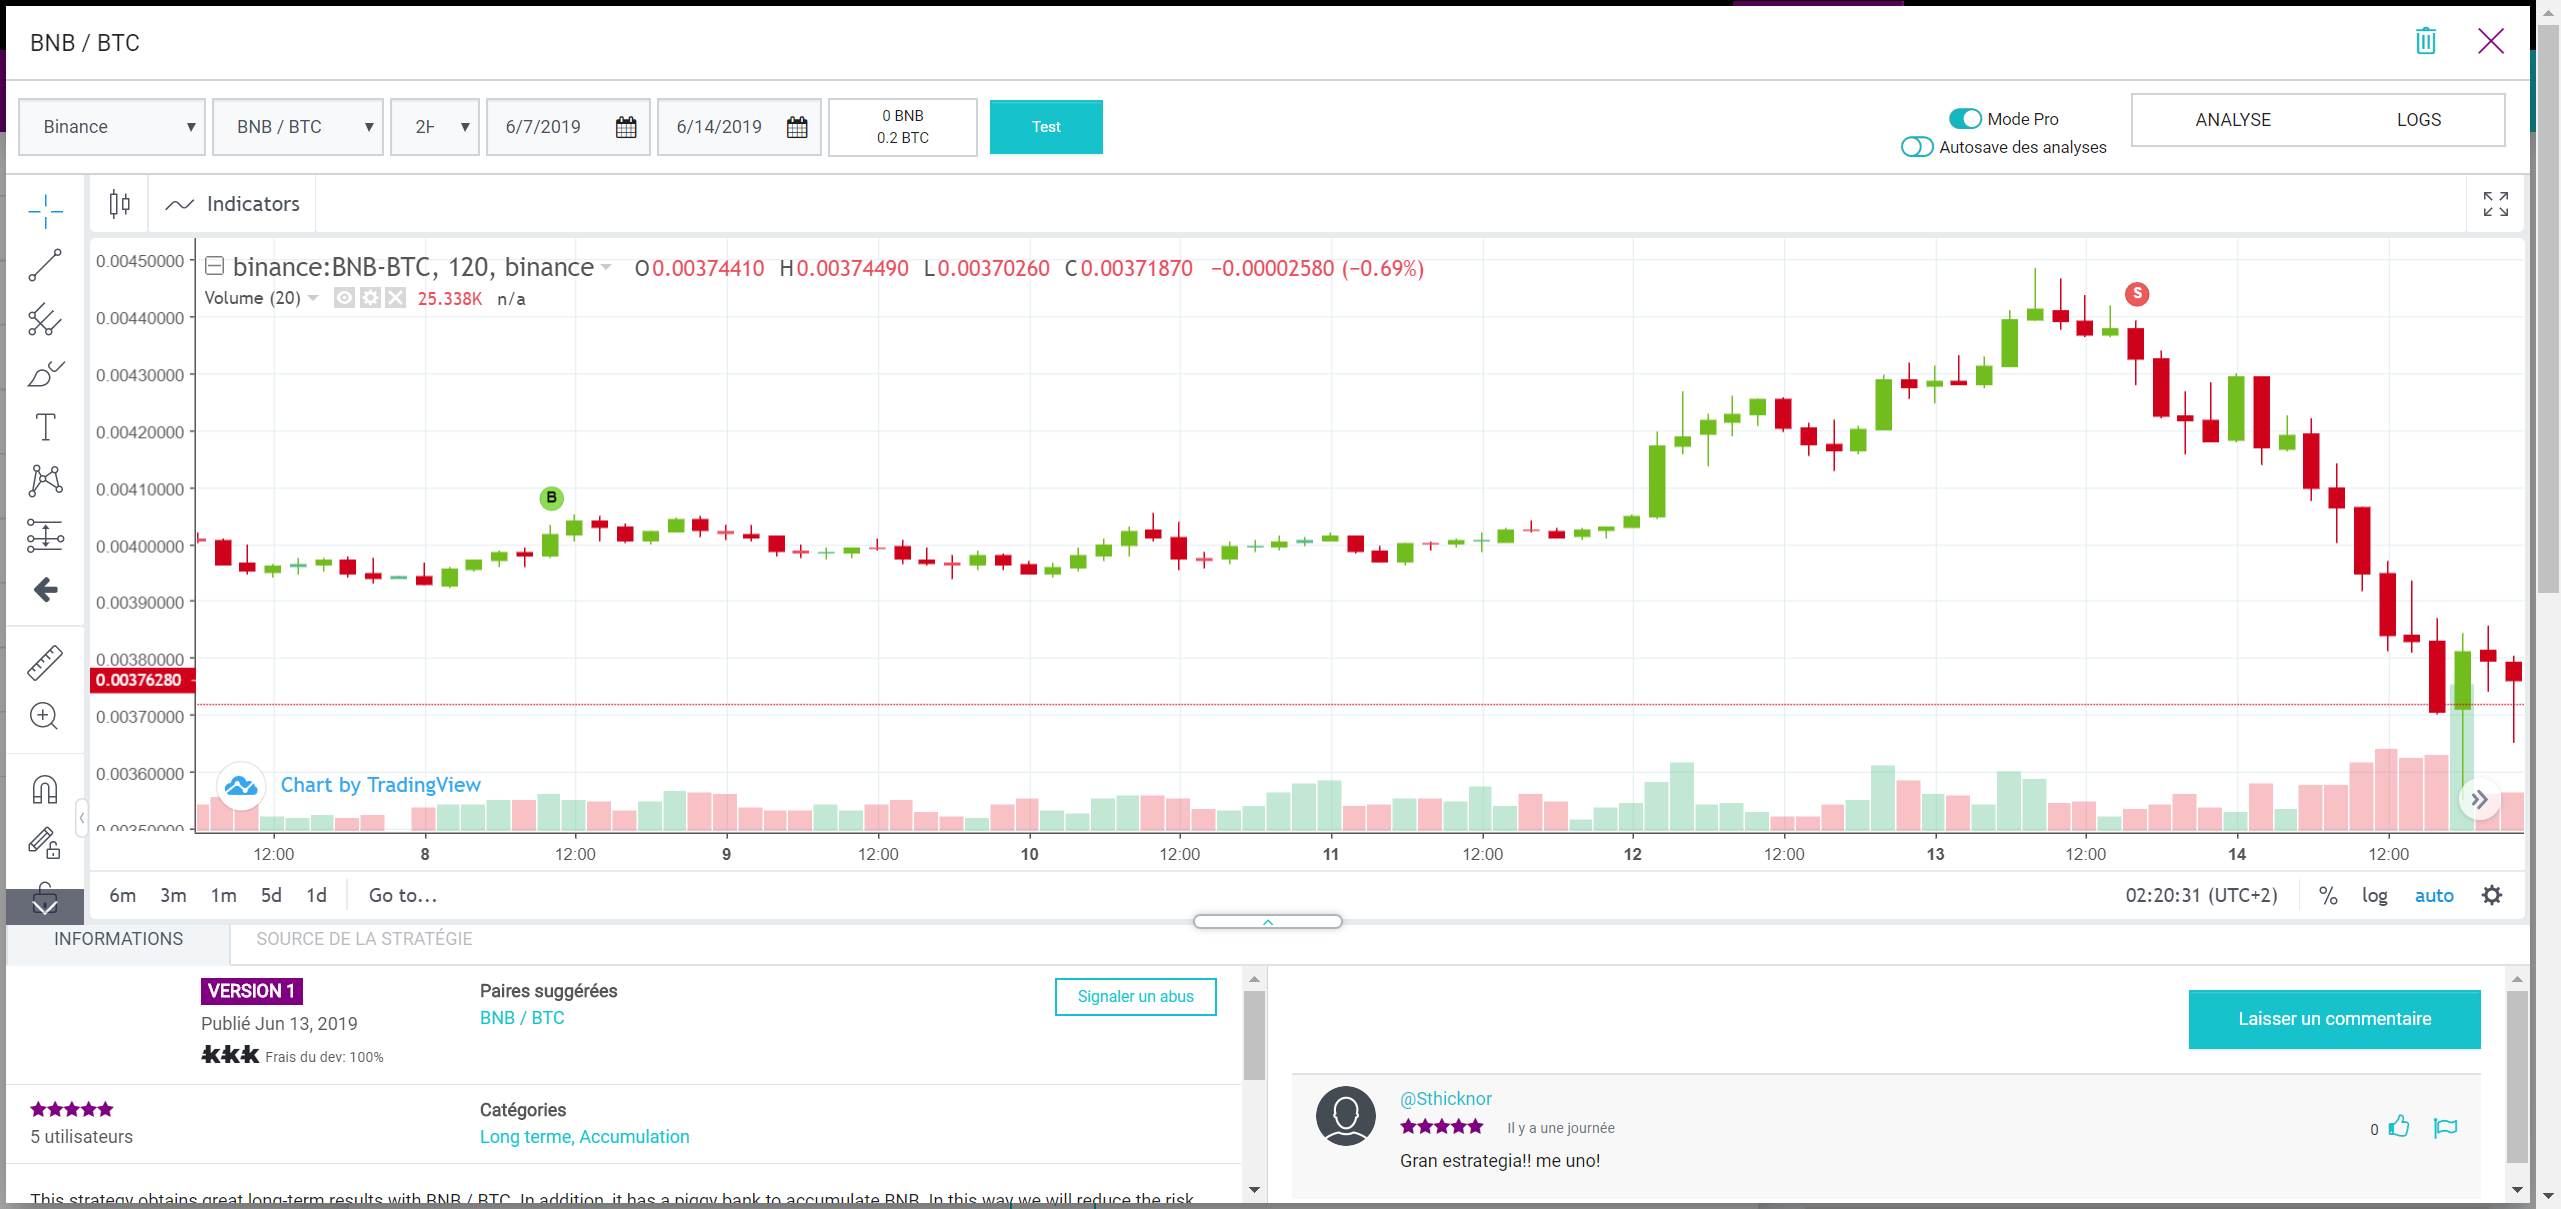 BNB / BTC
Binance
BNB / BTC
2H
6/7/2019
6/14/2019
0 BNB
0.2 BTC
Test
Mode Pro
Autosave des analyses
ANALYSE
LOGS
Indicators
binance:BNB-BTC, 120, binance
O0.00374410 H0.00374490 L0.00370260 C0.00371870 −0.00002580 (−0.69%)
Volume (20)
25.338K n/a
0.00450000
0.00440000
0.00430000
0.00420000
0.00410000
0.00400000
0.00390000
0.00380000
0.00376280
0.00370000
0.00360000
0.00350000
B
S
Chart by TradingView
12:00 8 12:00 9 12:00 10 12:00 11 12:00 12 12:00 13 12:00 14 12:00
6m 3m 1m 5d 1d Go to...
02:20:31 (UTC+2) % log auto
INFORMATIONS
SOURCE DE LA STRATÉGIE
VERSION 1
Publié Jun 13, 2019
Frais du dev: 100%
Paires suggérées
BNB / BTC
Signaler un abus
5 utilisateurs
Catégories
Long terme, Accumulation
This strategy obtains great long-term results with BNB / BTC. In addition, it has a piggy bank to accumulate BNB. In this way we will reduce the risk
Laisser un commentaire
@Sthicknor
Il y a une journée
0
Gran estrategia!! me uno!